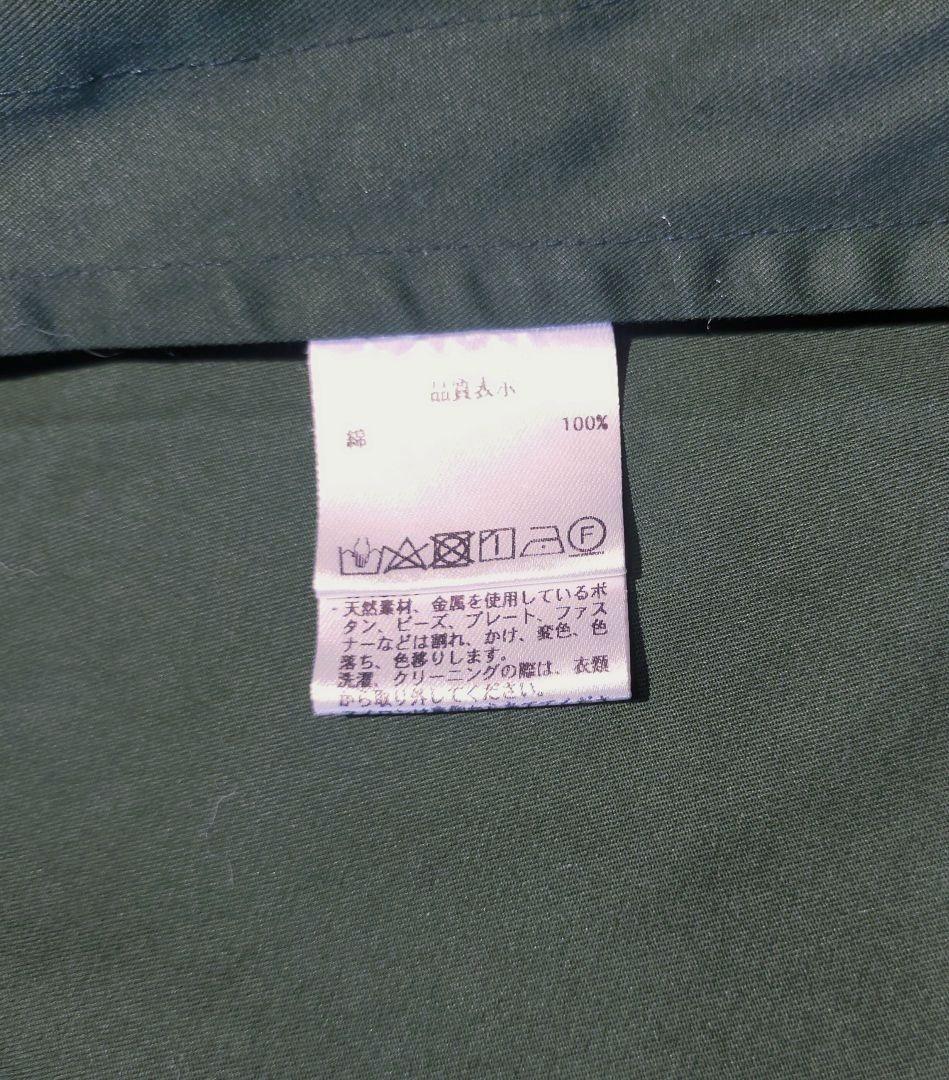 品質表示
綿 100%
F
・天然素材、金属を使用しているボ
タン、ビーズ、プレート、ファス
ナーなどは割れ、かけ、変色、色
落ち、色移りします。
洗濯、クリーニングの際は、衣類
から取り外してください。